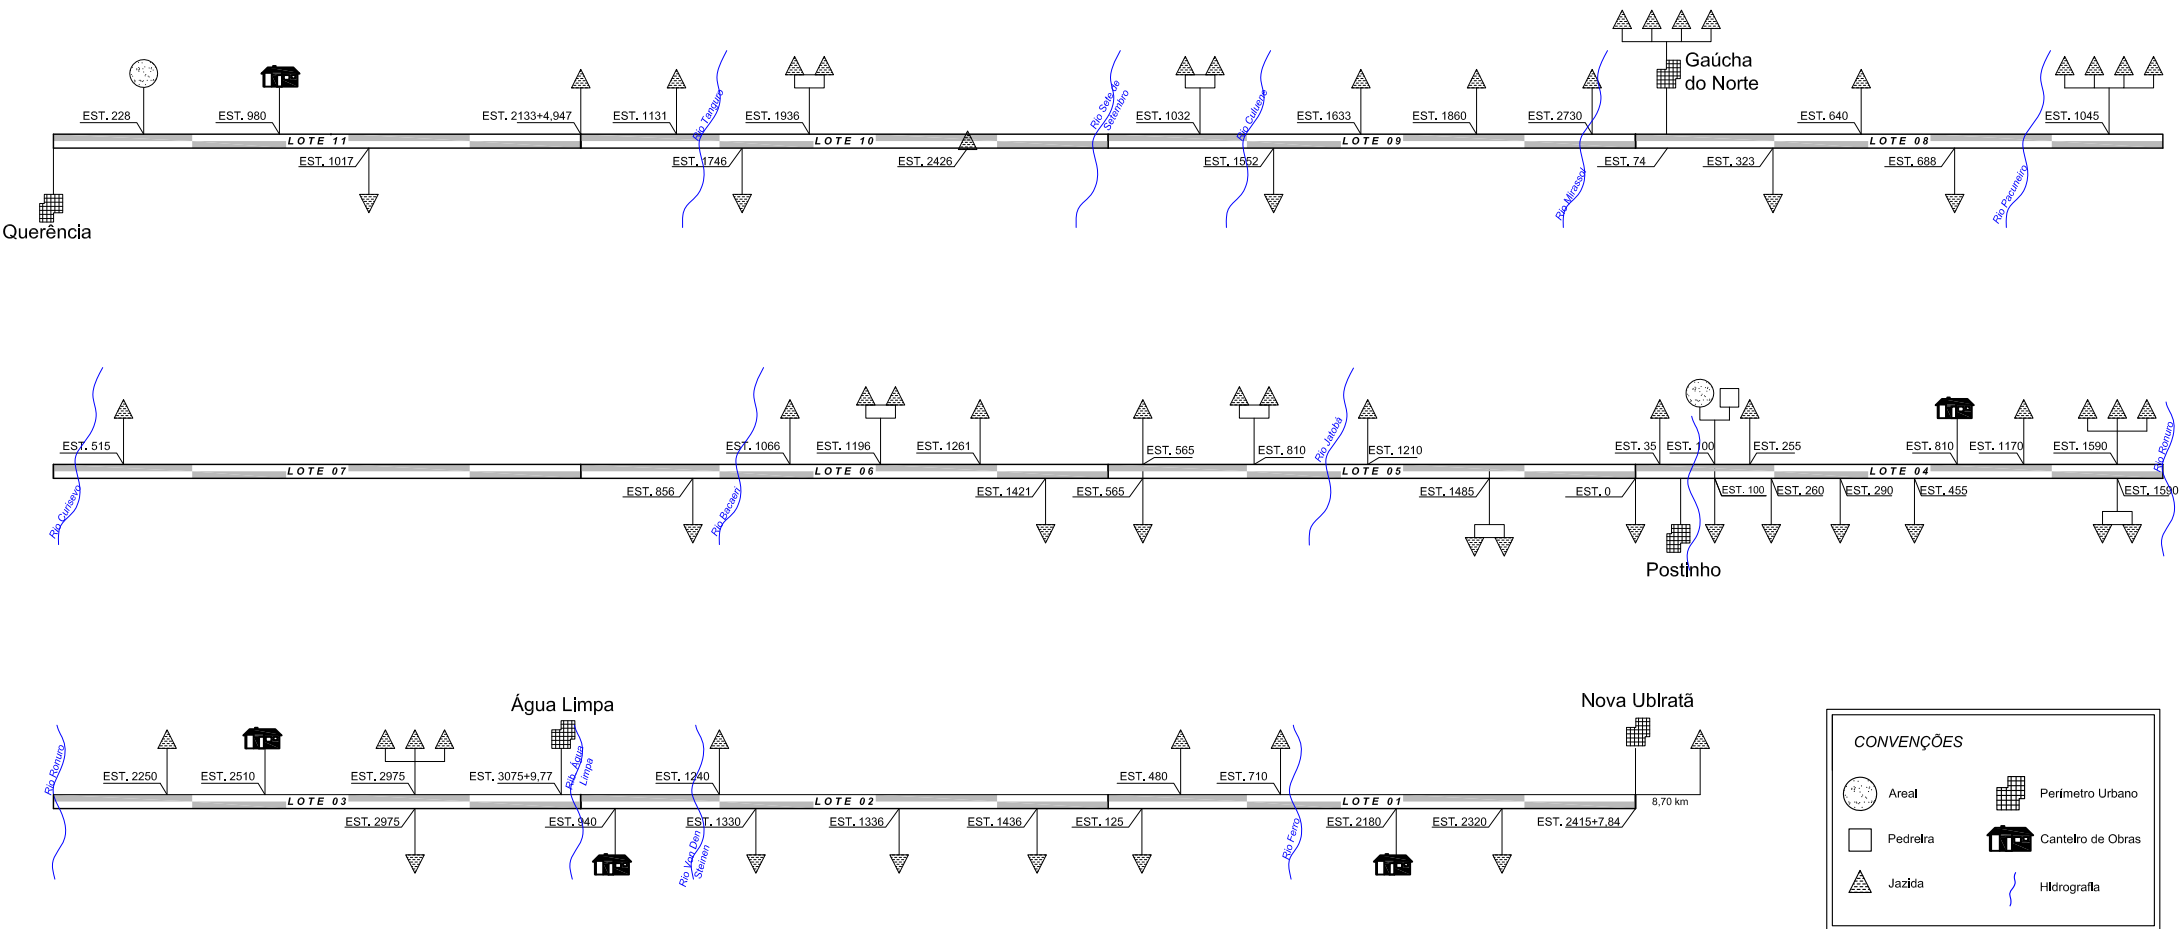 Gaúcha
do Norte
EST. 228
EST. 980
EST. 2133+4,947
EST. 1131
EST. 1936
EST. 1032
EST. 1633
EST. 1860
EST. 2730
EST. 640
EST. 1045
Rio Tanguro
Rio Sete de
Setembro
Rio Culuene
Rio Mirassol
Rio Pacuneiro
LOTE 11
LOTE 10
LOTE 09
LOTE 08
EST. 1017
EST. 1746
EST. 2426
EST. 1552
EST. 74
EST. 323
EST. 688
Querência
EST. 515
EST. 1066
EST. 1196
EST. 1261
EST. 565
EST. 810
EST. 1210
EST. 35
EST. 100
EST. 255
EST. 810
EST. 1170
EST. 1590
Rio Curisevo
Rio Bacaeri
Rio Jatobá
Rio Ronuro
LOTE 07
LOTE 06
LOTE 05
LOTE 04
EST. 856
EST. 1421
EST. 565
EST. 1485
EST. 0
EST. 100
EST. 260
EST. 290
EST. 455
EST. 1590
Postinho
Água Limpa
Nova Ubiratã
EST. 2250
EST. 2510
EST. 2975
EST. 3075+9,77
EST. 1240
EST. 480
EST. 710
Rio Ronuro
Rib. Água
Limpa
Rio Von Den
Steinen
Rio Ferro
LOTE 03
LOTE 02
LOTE 01
8,70 km
EST. 2975
EST. 940
EST. 1330
EST. 1336
EST. 1436
EST. 125
EST. 2180
EST. 2320
EST. 2415+7,84
CONVENÇÕES
Areal
Perímetro Urbano
Pedreira
Canteiro de Obras
Jazida
Hidrografia